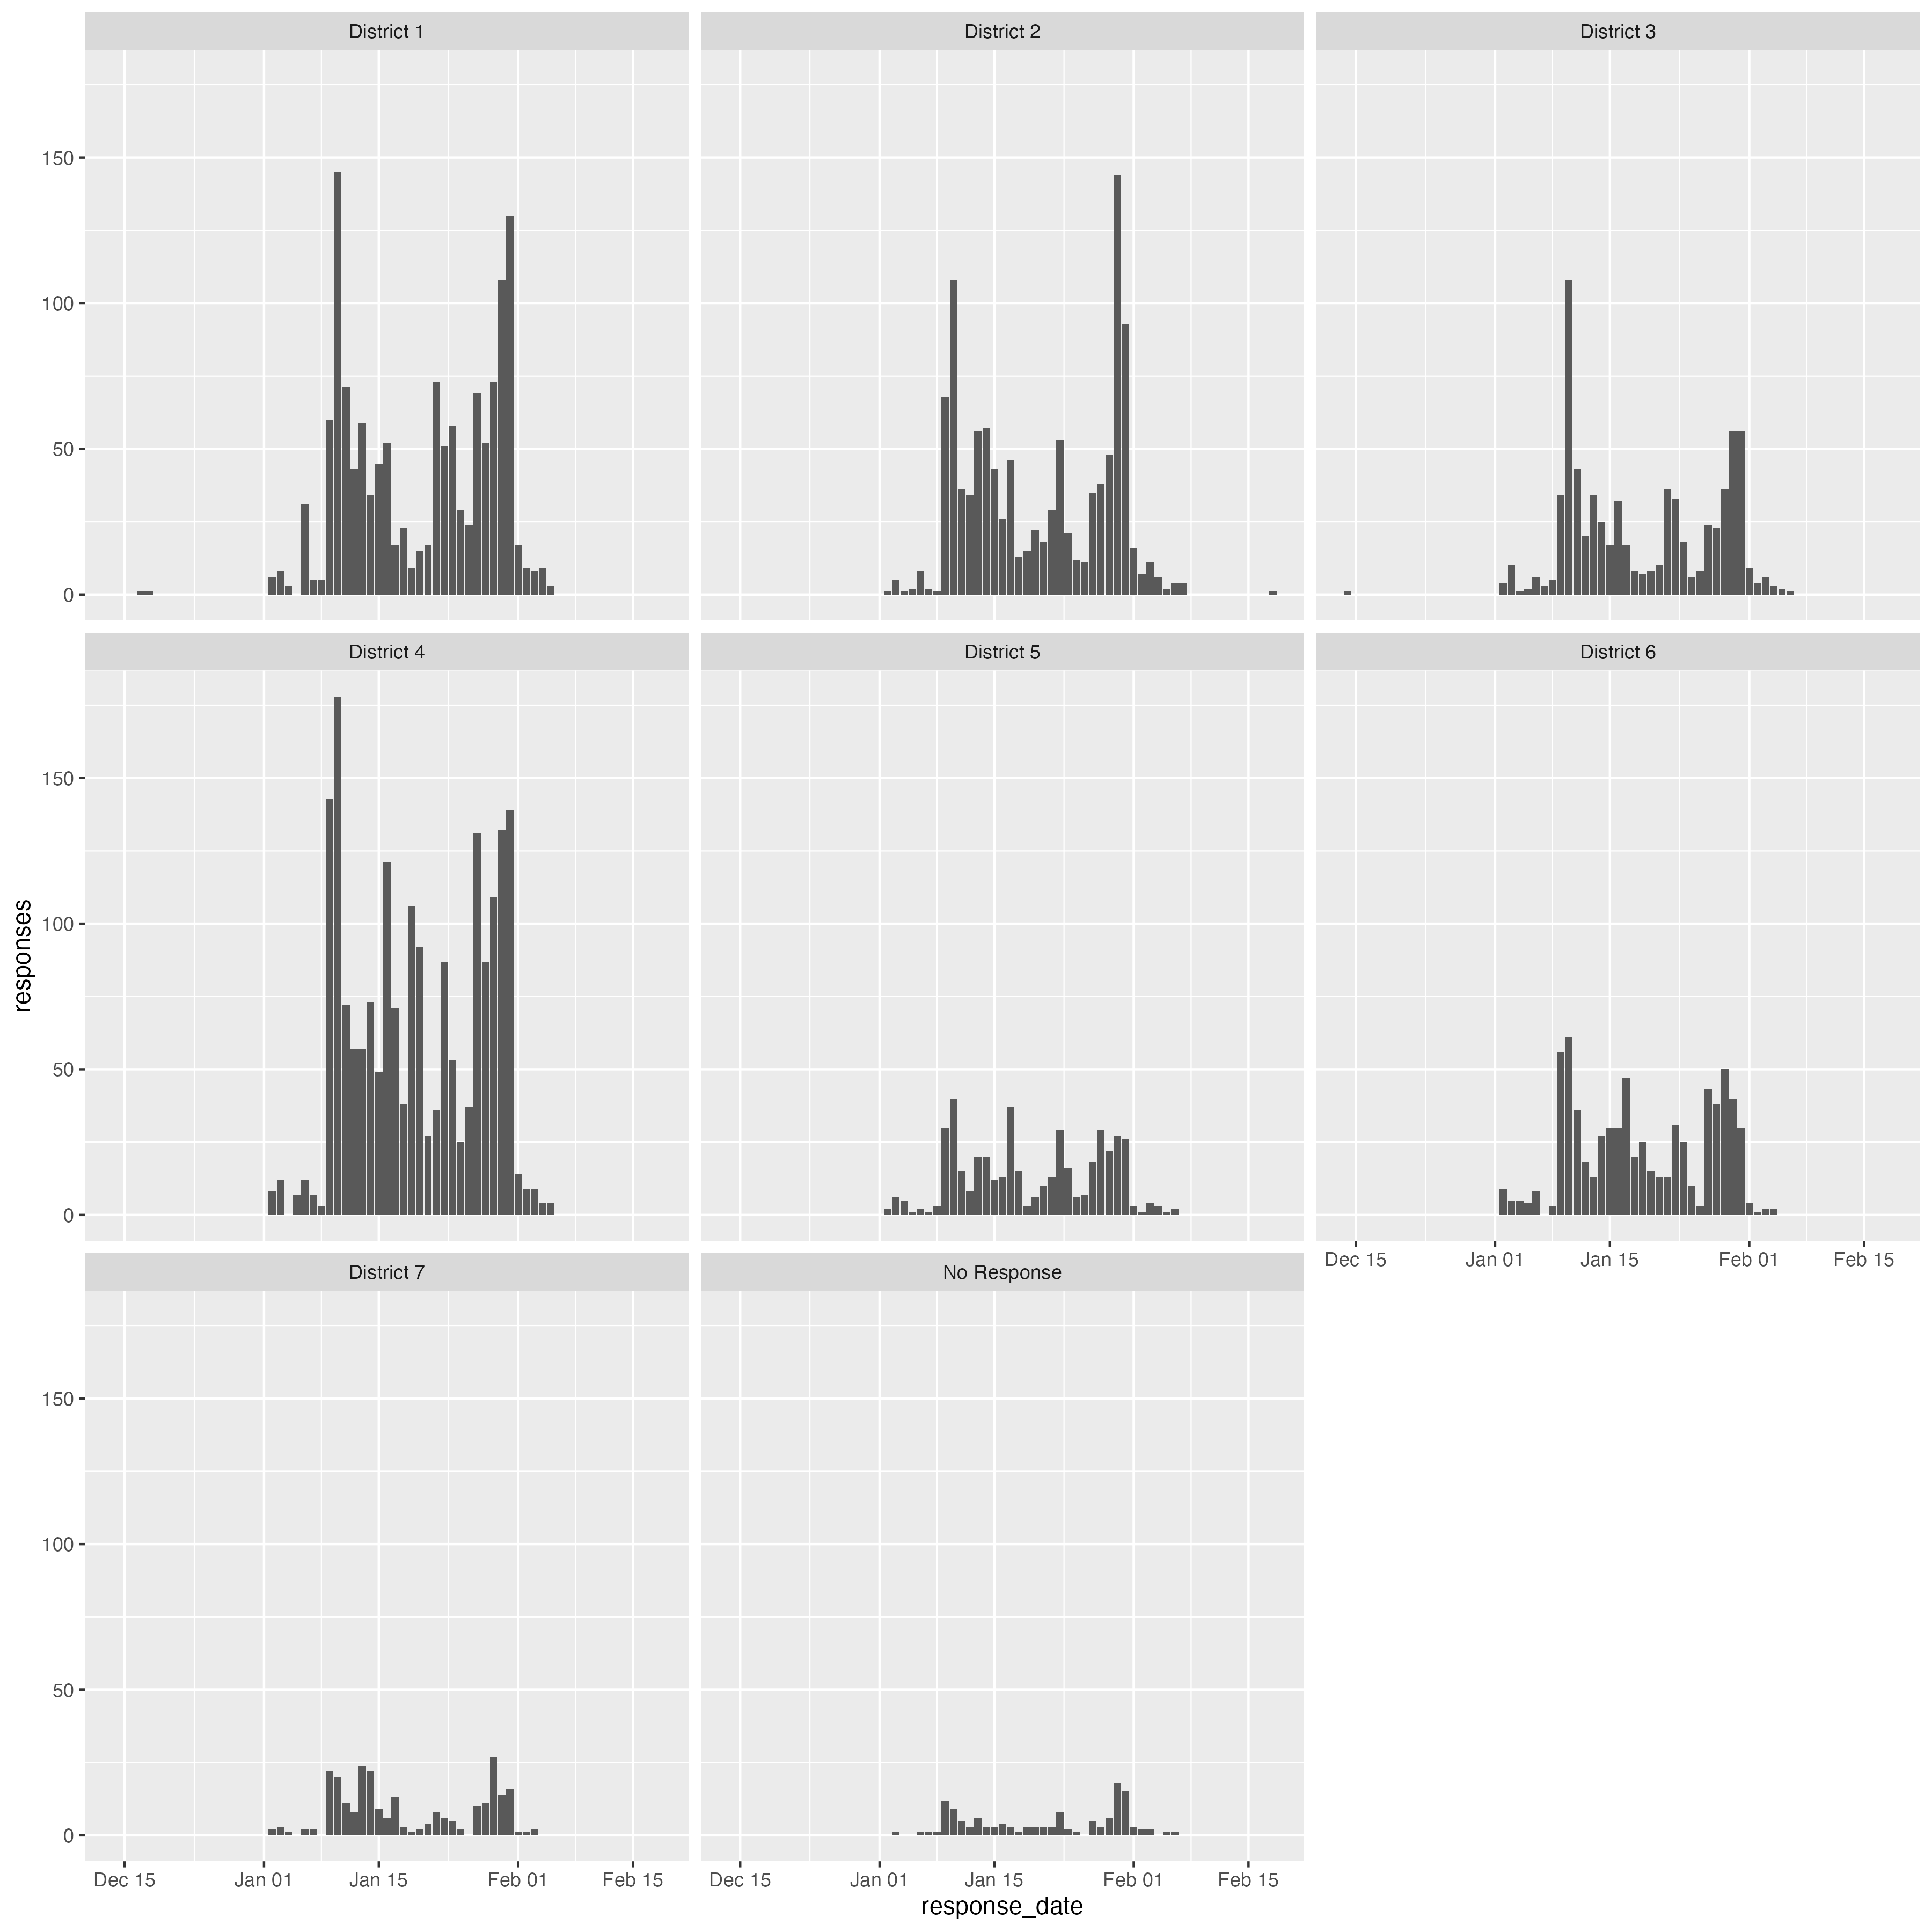 District 1
District 2
District 3
150
100
50
0
District 4
District 5
District 6
150
100
50
0
responses
Dec 15 Jan 01 Jan 15 Feb 01 Feb 15
District 7
No Response
150
100
50
0
Dec 15 Jan 01 Jan 15 Feb 01 Feb 15
Dec 15 Jan 01 Jan 15 Feb 01 Feb 15
response_date